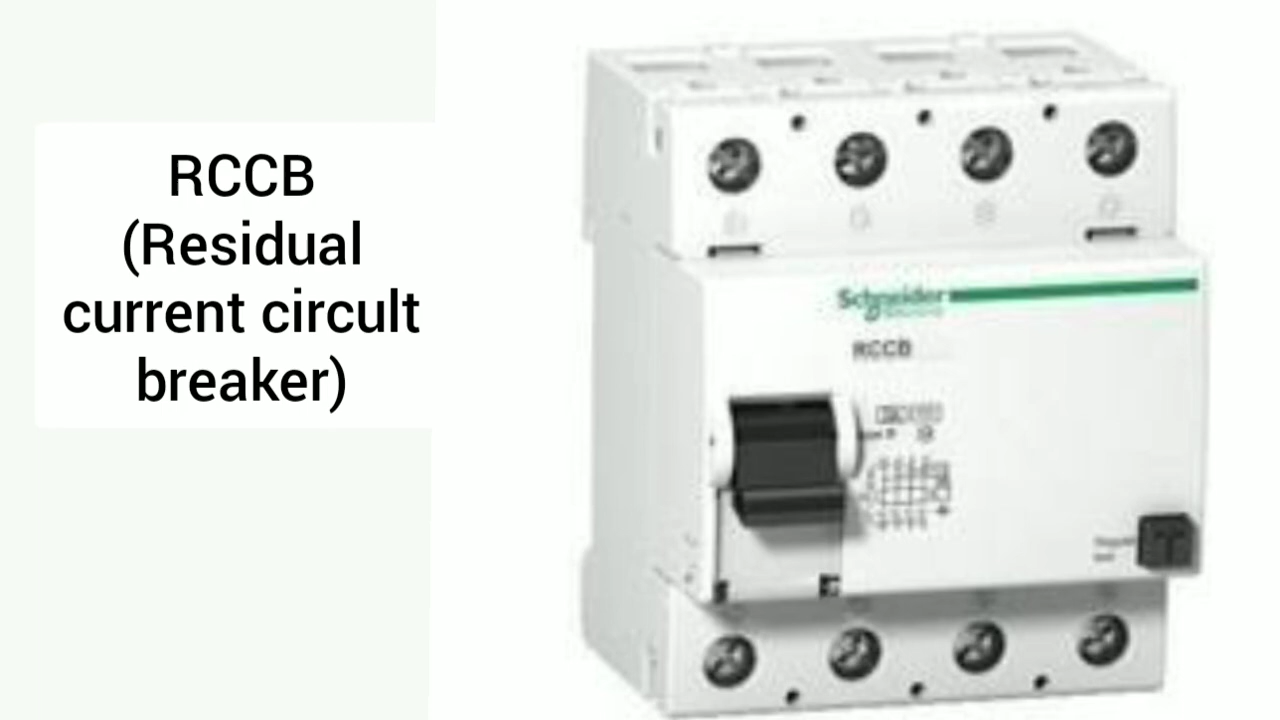 RCCB
(Residual
current circult
breaker)
Schneider
RCCB